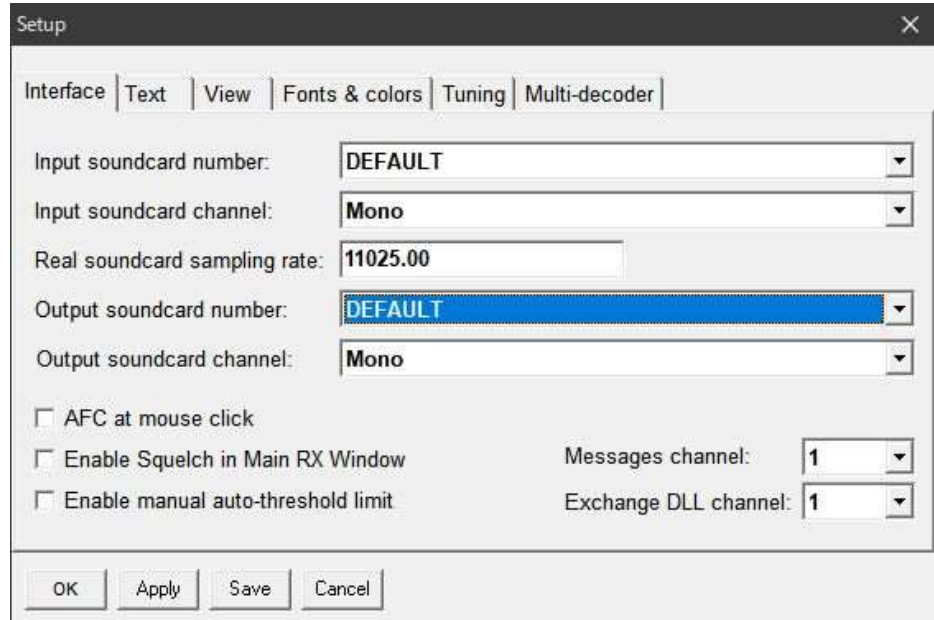 Setup
Interface Text View Fonts & colors Tuning Multi-decoder
Input soundcard number: DEFAULT
Input soundcard channel: Mono
Real soundcard sampling rate: 11025.00
Output soundcard number: DEFAULT
Output soundcard channel: Mono
AFC at mouse click
Enable Squelch in Main RX Window Messages channel: 1
Enable manual auto-threshold limit Exchange DLL channel: 1
OK Apply Save Cancel